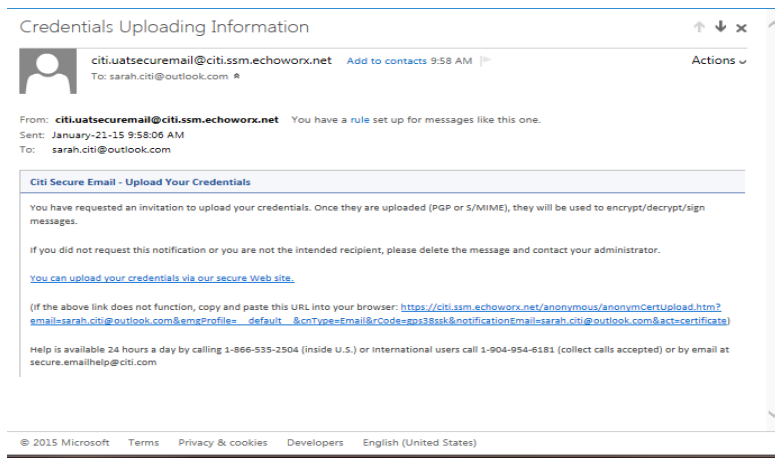 Credentials Uploading Information
citi.uatsecuremail@citi.ssm.echoworx.net Add to contacts 9:58 AM
Actions
To: sarah.citi@outlook.com
From: citi.uatsecuremail@citi.ssm.echoworx.net You have a rule set up for messages like this one.
Sent: January-21-15 9:58:06 AM
To: sarah.citi@outlook.com
Citi Secure Email - Upload Your Credentials
You have requested an invitation to upload your credentials. Once they are uploaded (PGP or S/MIME), they will be used to encrypt/decrypt/sign
messages.
If you did not request this notification or you are not the intended recipient, please delete the message and contact your administrator.
You can upload your credentials via our secure Web site.
(If the above link does not function, copy and paste this URL into your browser: https://citi.ssm.echoworx.net/anonymous/anonymCertUpload.htm?
email=sarah.citi@outlook.com&emgProfile=__default__&cnType=Email&rCode=gps38ssk&notificationEmail=sarah.citi@outlook.com&act=certificate)
Help is available 24 hours a day by calling 1-866-535-2504 (inside U.S.) or International users call 1-904-954-6181 (collect calls accepted) or by email at
secure.emailhelp@citi.com
© 2015 Microsoft Terms Privacy & cookies Developers English (United States)